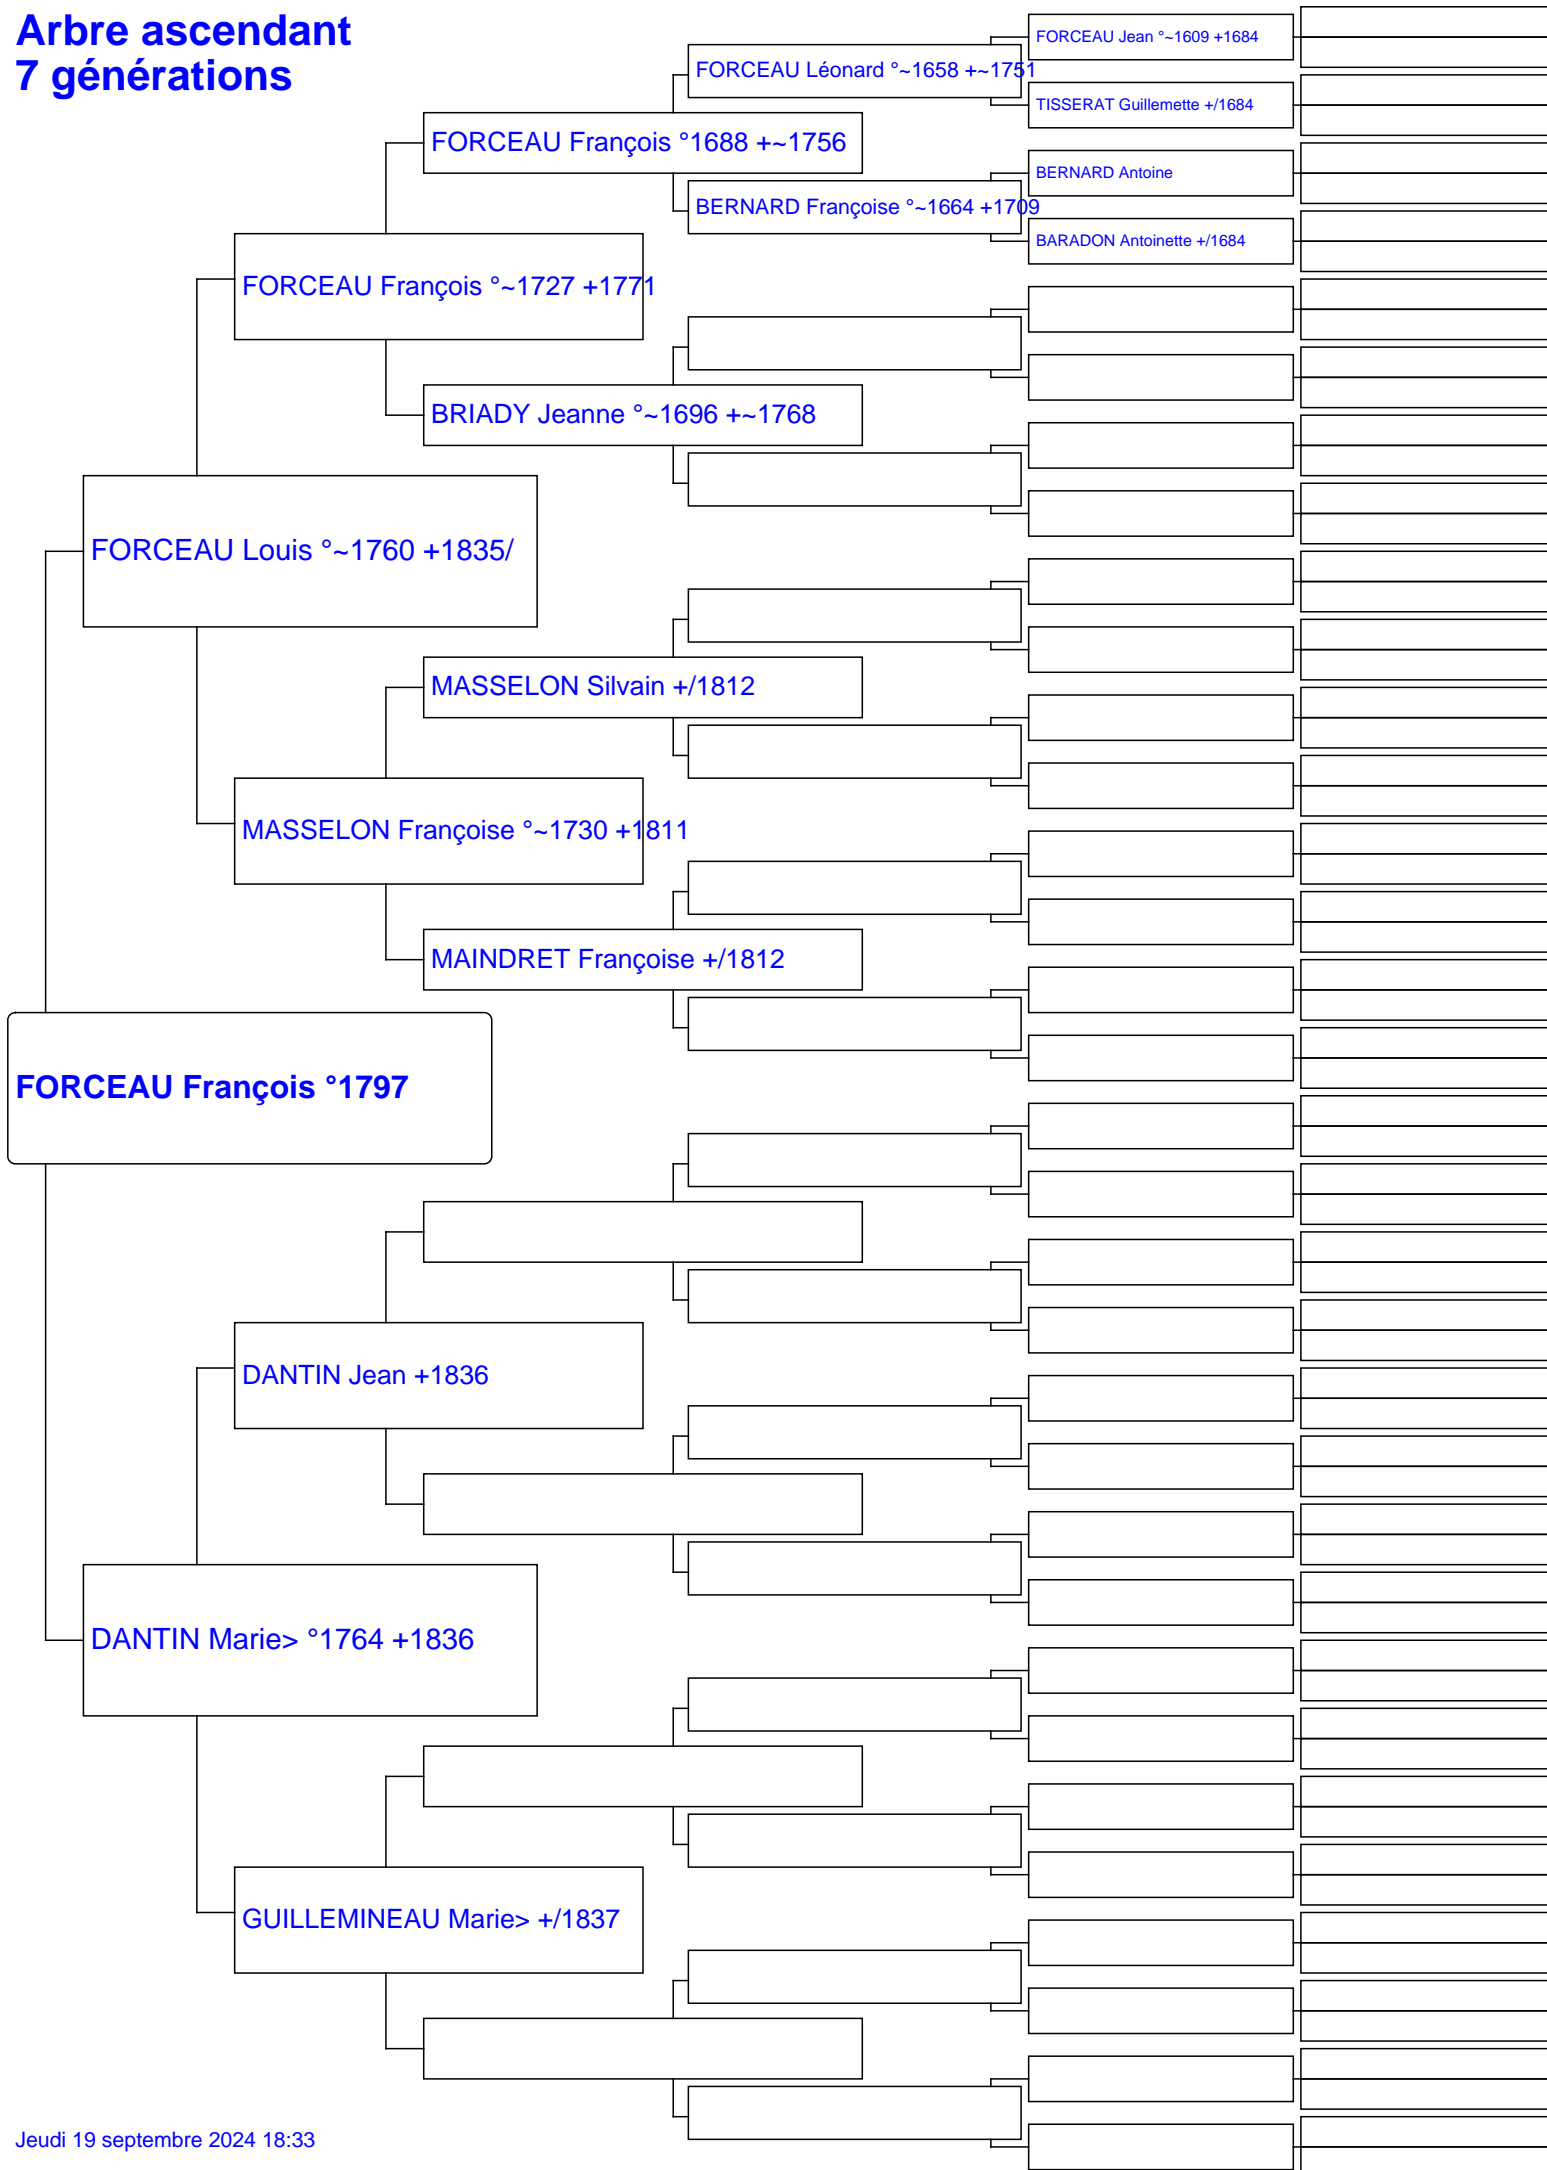 Arbre ascendant
7 générations
FORCEAU Jean °~1609 +1684
FORCEAU Léonard °~1658 +~1751
TISSERAT Guillemette +/1684
FORCEAU François °1688 +~1756
BERNARD Antoine
BERNARD Françoise °~1664 +1709
BARADON Antoinette +/1684
FORCEAU François °~1727 +1771
BRIADY Jeanne °~1696 +~1768
FORCEAU Louis °~1760 +1835/
MASSELON Silvain +/1812
MASSELON Françoise °~1730 +1811
MAINDRET Françoise +/1812
FORCEAU François °1797
DANTIN Jean +1836
DANTIN Marie> °1764 +1836
GUILLEMINEAU Marie> +/1837
Jeudi 19 septembre 2024 18:33